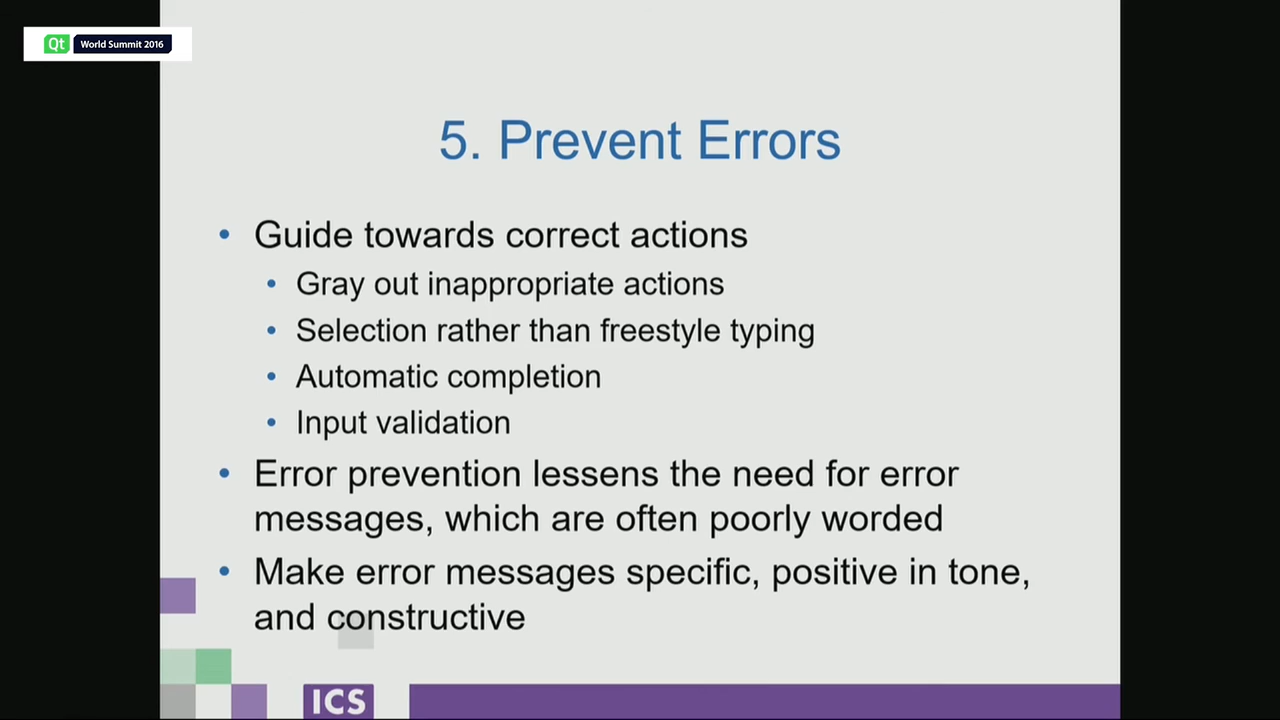 Qt World Summit 2016
5. Prevent Errors
• Guide towards correct actions
• Gray out inappropriate actions
• Selection rather than freestyle typing
• Automatic completion
• Input validation
• Error prevention lessens the need for error
messages, which are often poorly worded
• Make error messages specific, positive in tone,
and constructive
ICS